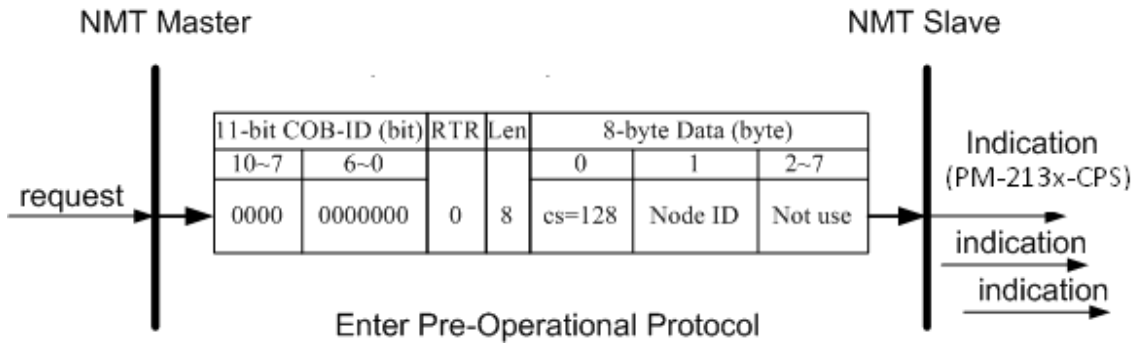 NMT Master
NMT Slave
11-bit COB-ID (bit) RTR Len 8-byte Data (byte)
10~7 6~0 0 1 2~7
request
0000 0000000 0 8 cs=128 Node ID Not use
Indication
(PM-213x-CPS)
indication
indication
Enter Pre-Operational Protocol